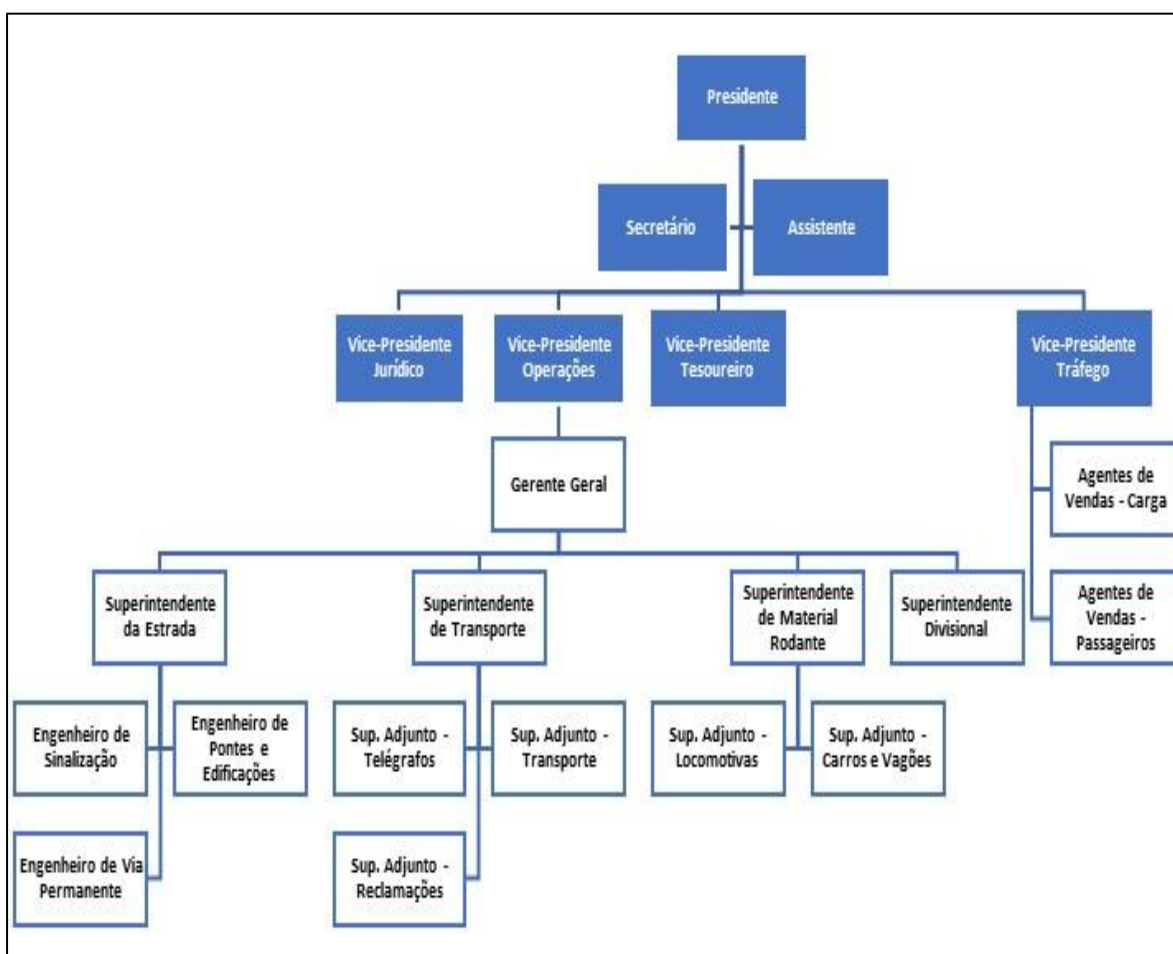 Presidente
Secretário
Assistente
Vice-Presidente
Jurídico
Vice-Presidente
Operações
Vice-Presidente
Tesoureiro
Vice-Presidente
Tráfego
Gerente Geral
Agentes de
Vendas - Carga
Superintendente
da Estrada
Superintendente
de Transporte
Superintendente
de Material
Rodante
Superintendente
Divisional
Agentes de
Vendas -
Passageiros
Engenheiro de
Sinalização
Engenheiro de
Pontes e
Edificações
Sup. Adjunto -
Telégrafos
Sup. Adjunto -
Transporte
Sup. Adjunto -
Locomotivas
Sup. Adjunto -
Carros e Vagões
Engenheiro de Via
Permanente
Sup. Adjunto -
Reclamações